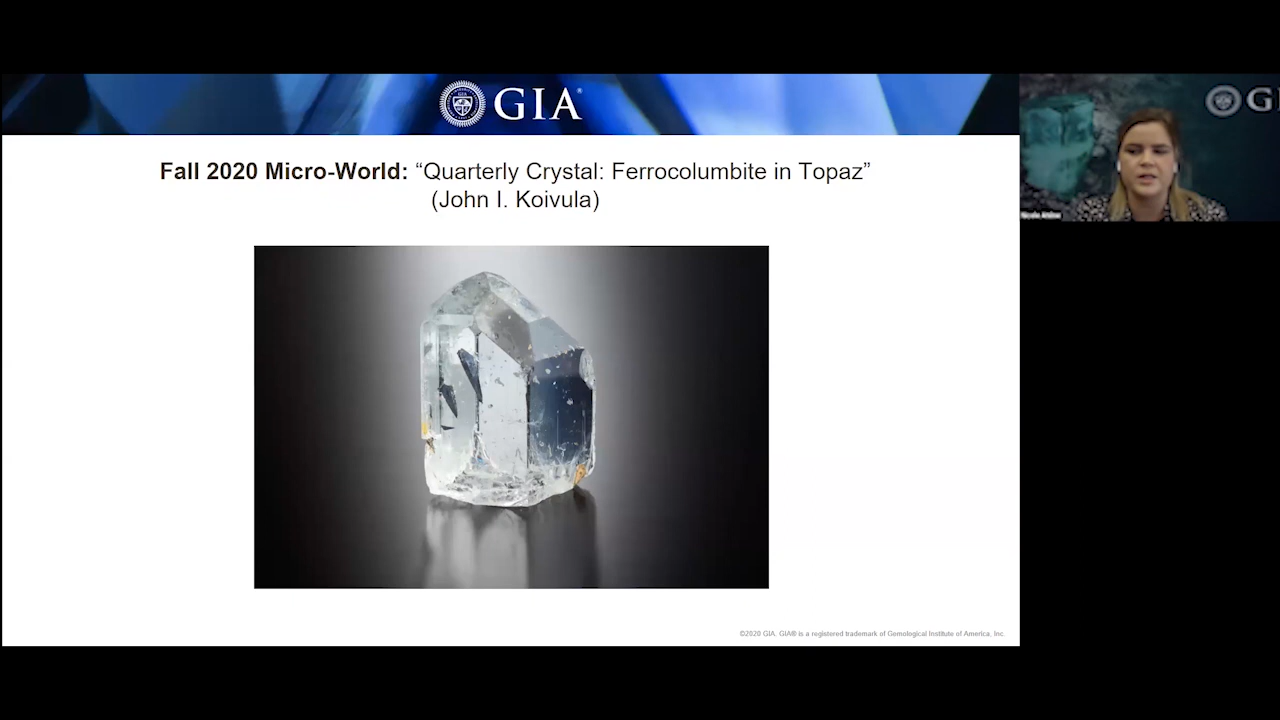 GIA®
Fall 2020 Micro-World: “Quarterly Crystal: Ferrocolumbite in Topaz”
(John I. Koivula)
©2020 GIA. GIA® is a registered trademark of Gemological Institute of America, Inc.